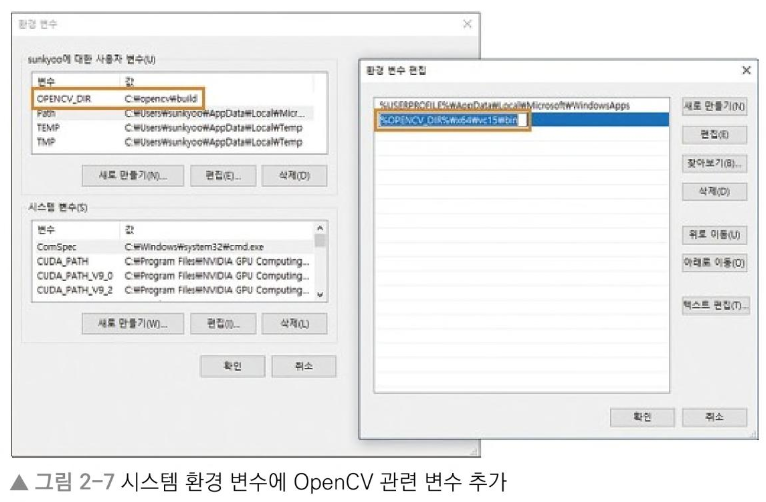 환경 변수
sunkyoo에 대한 사용자 변수(U)
변수 값
OPENCV_DIR C:₩opencv₩build
Path C:₩Users₩sunkyoo₩AppData₩Local₩Micr...
TEMP C:₩Users₩sunkyoo₩AppData₩Local₩Temp
TMP C:₩Users₩sunkyoo₩AppData₩Local₩Temp
새로 만들기(N)... 편집(E)... 삭제(D)
시스템 변수(S)
변수 값
ComSpec C:₩Windows₩system32₩cmd.exe
CUDA_PATH C:₩Program Files₩NVIDIA GPU Computing...
CUDA_PATH_V9_0 C:₩Program Files₩NVIDIA GPU Computing...
CUDA_PATH_V9_2 C:₩Program Files₩NVIDIA GPU Computing...
새로 만들기(W)... 편집(I)... 삭제(L)
확인 취소
환경 변수 편집
%USERPROFILE%₩AppData₩Local₩Microsoft₩WindowsApps
%OPENCV_DIR%₩x64₩vc15₩bin
새로 만들기(N)
편집(E)
찾아보기(B)...
삭제(D)
위로 이동(U)
아래로 이동(O)
텍스트 편집(T)...
확인 취소
▲ 그림 2-7 시스템 환경 변수에 OpenCV 관련 변수 추가